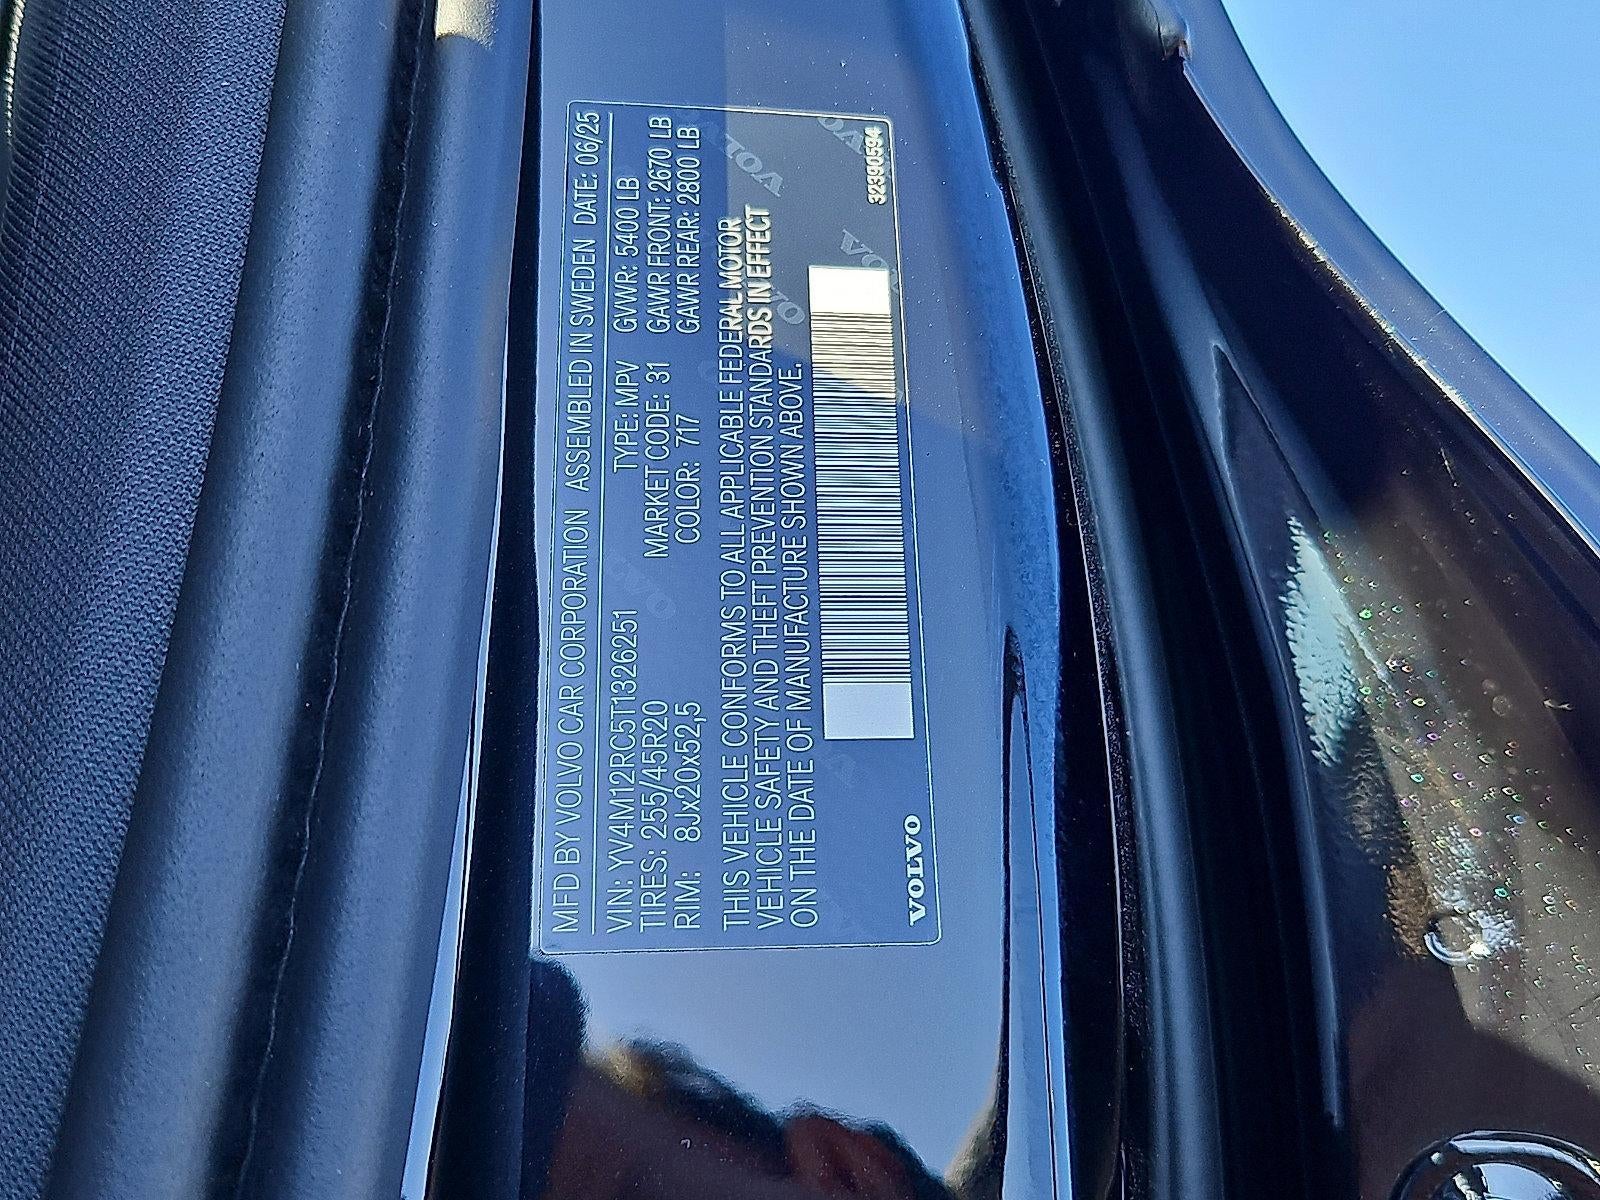 MFD BY VOLVO CAR CORPORATION ASSEMBLED IN SWEDEN DATE: 06/25
VIN: YV4M12RC5T1326251 TYPE: MPV GVWR: 5400 LB
TIRES: 255/45R20 MARKET CODE: 31 GAWR FRONT: 2670 LB
RIM: 8Jx20x52,5 COLOR: 717 GAWR REAR: 2800 LB
THIS VEHICLE CONFORMS TO ALL APPLICABLE FEDERAL MOTOR
VEHICLE SAFETY AND THEFT PREVENTION STANDARDS IN EFFECT
ON THE DATE OF MANUFACTURE SHOWN ABOVE.
VOLVO 32390594